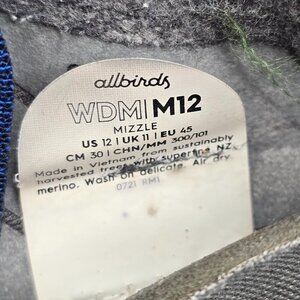 allbirds
WDM|M12
MIZZLE
US 12 | UK 11 | EU 45
CM 30 | CHN/MM 300/101
Made in Vietnam from sustainably
harvested trees with superfine NZ
merino. Wash on delicate. Air dry.
0721 RM1